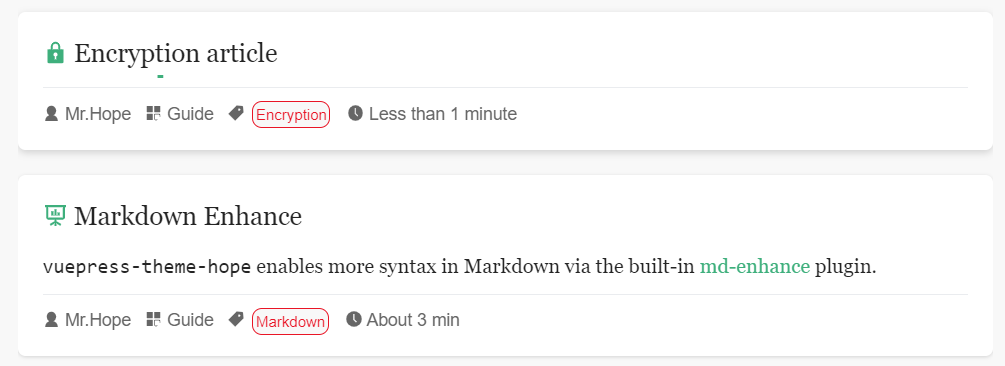 Encryption article
Mr.Hope Guide Encryption Less than 1 minute
Markdown Enhance
vuepress-theme-hope enables more syntax in Markdown via the built-in md-enhance plugin.
Mr.Hope Guide Markdown About 3 min